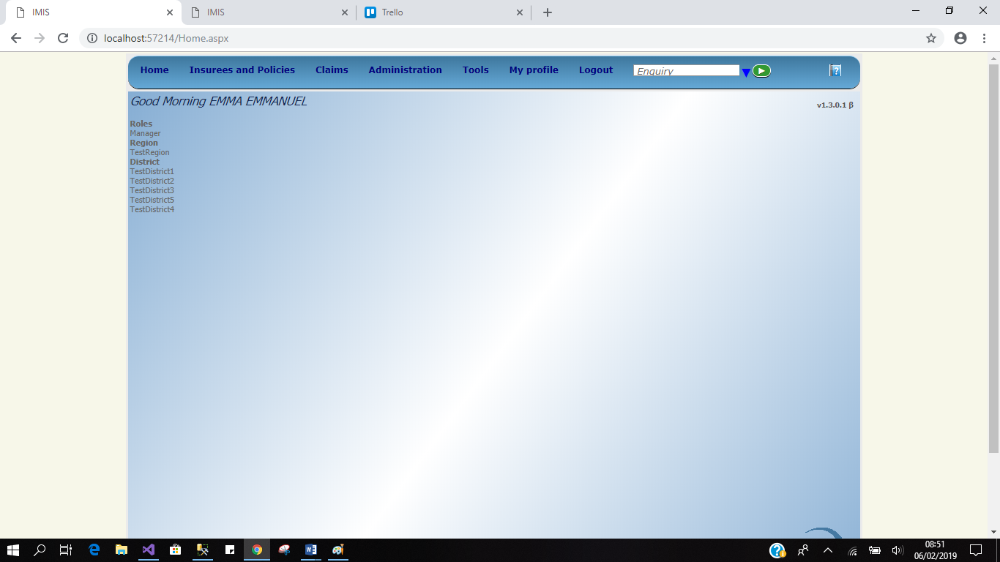 IMIS
IMIS
Trello
localhost:57214/Home.aspx
Home Insurees and Policies Claims Administration Tools My profile Logout Enquiry
Good Morning EMMA EMMANUEL
v1.3.0.1 β
Roles
Manager
Region
TestRegion
District
TestDistrict1
TestDistrict2
TestDistrict3
TestDistrict5
TestDistrict4
08:51
06/02/2019